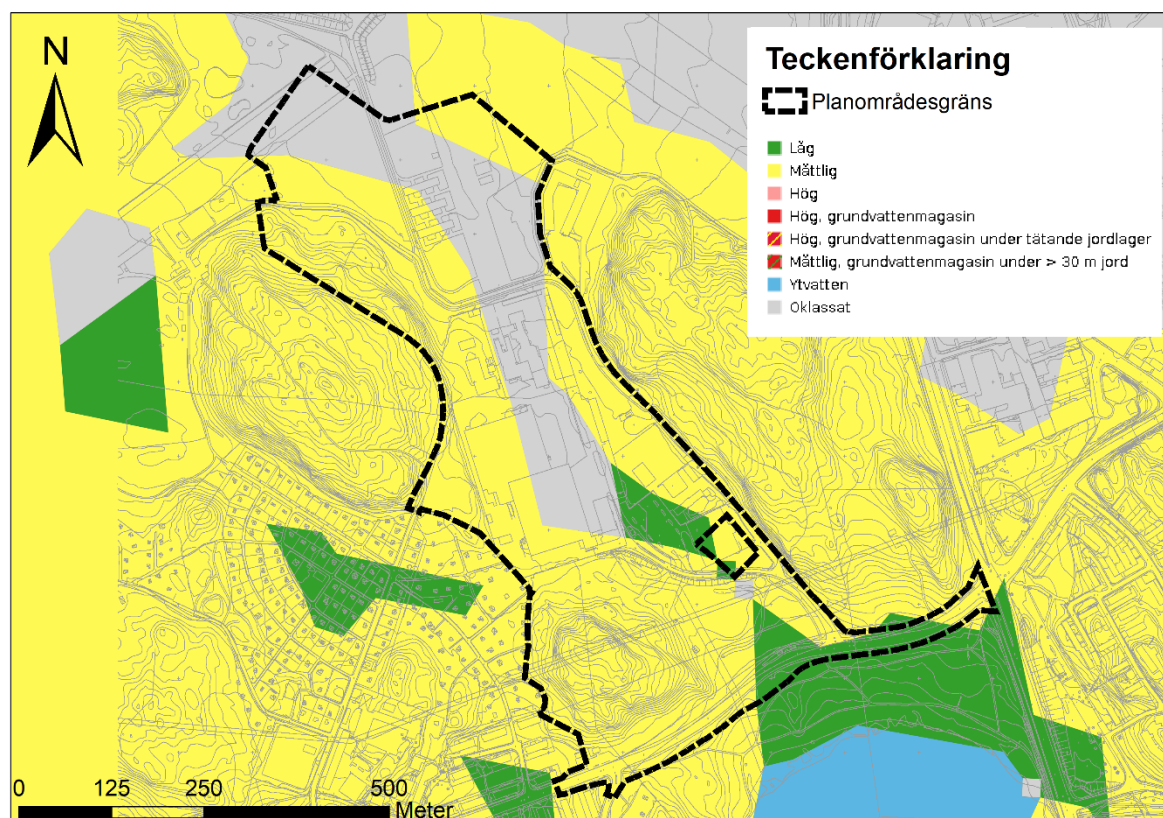 N
Teckenförklaring
Planområdesgräns
Låg
Måttlig
Hög
Hög, grundvattenmagasin
Hög, grundvattenmagasin under tätande jordlager
Måttlig, grundvattenmagasin under > 30 m jord
Ytvatten
Oklassat
0 125 250 500
Meter